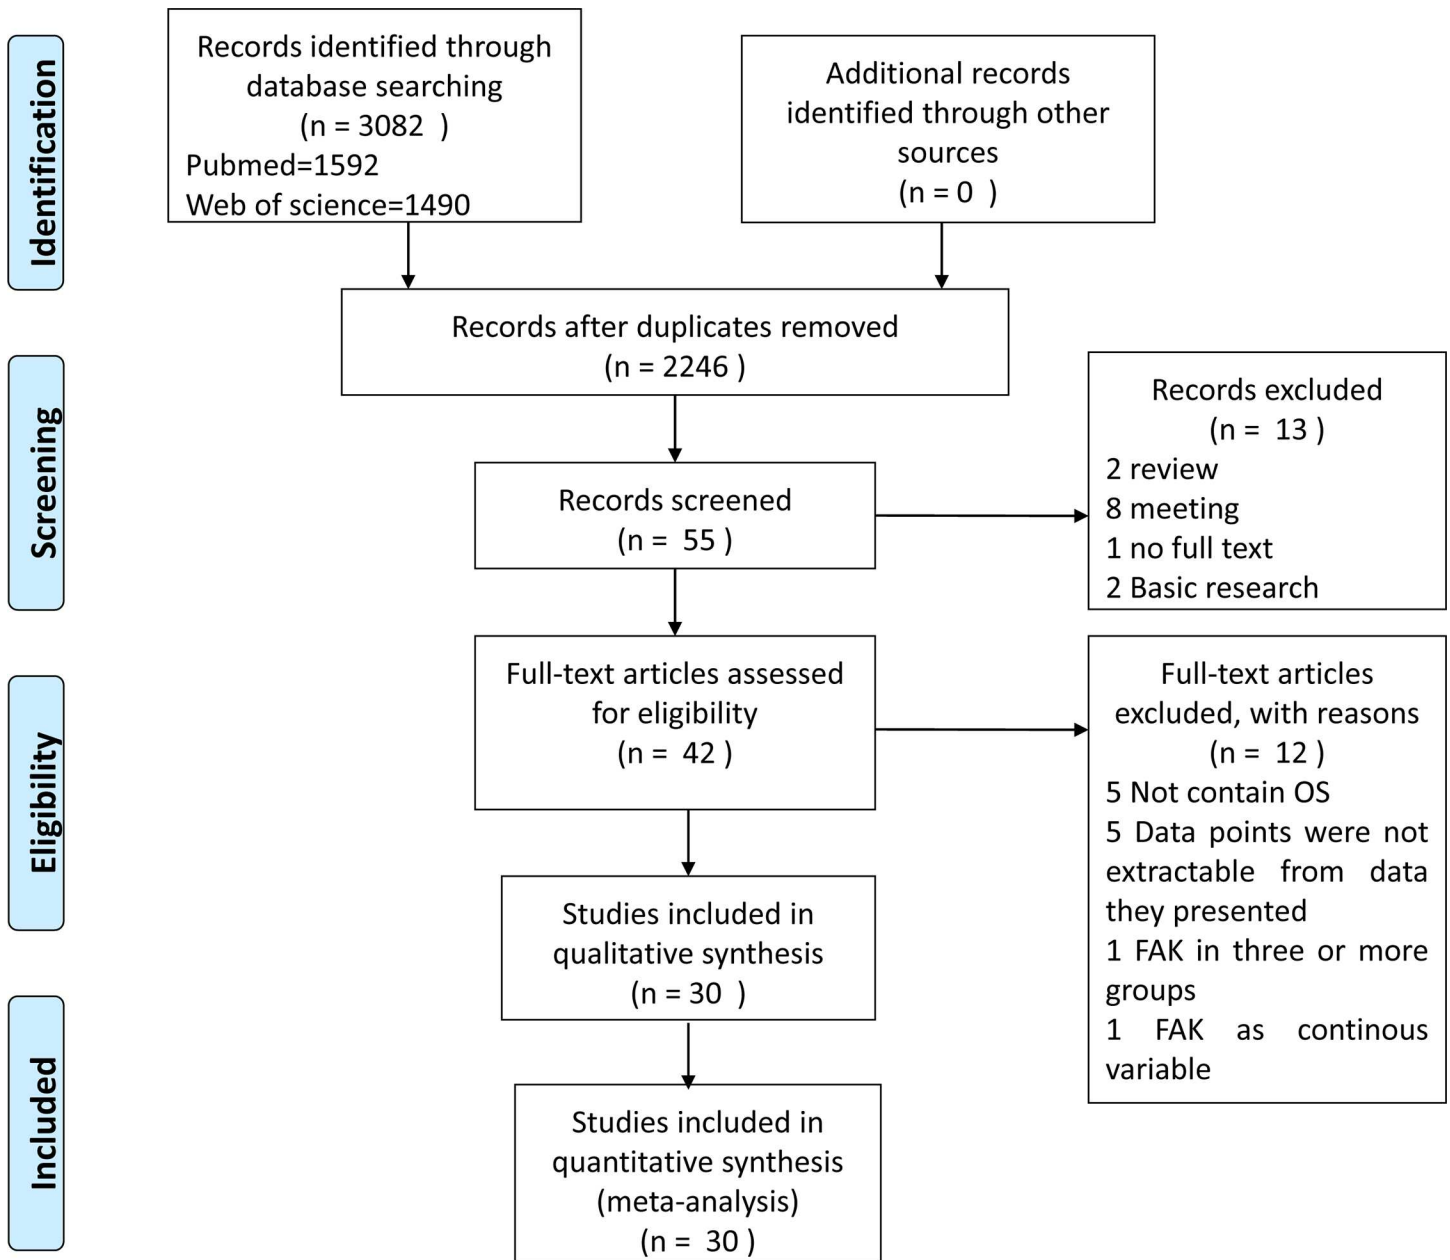 Identification
Records identified through
database searching
(n = 3082  )
Pubmed=1592
Web of science=1490
Additional records
identified through other
sources
(n = 0  )
Records after duplicates removed
(n = 2246 )
Screening
Records screened
(n =  55 )
Records excluded
(n =  13 )
2 review
8 meeting
1 no full text
2 Basic research
Eligibility
Full-text articles assessed
for eligibility
(n =  42 )
Full-text articles
excluded, with reasons
(n =  12 )
5 Not contain OS
5 Data points were not
extractable from data
they presented
1 FAK in three or more
groups
1 FAK as continous
variable
Included
Studies included in
qualitative synthesis
(n = 30  )
Studies included in
quantitative synthesis
(meta-analysis)
(n =  30 )